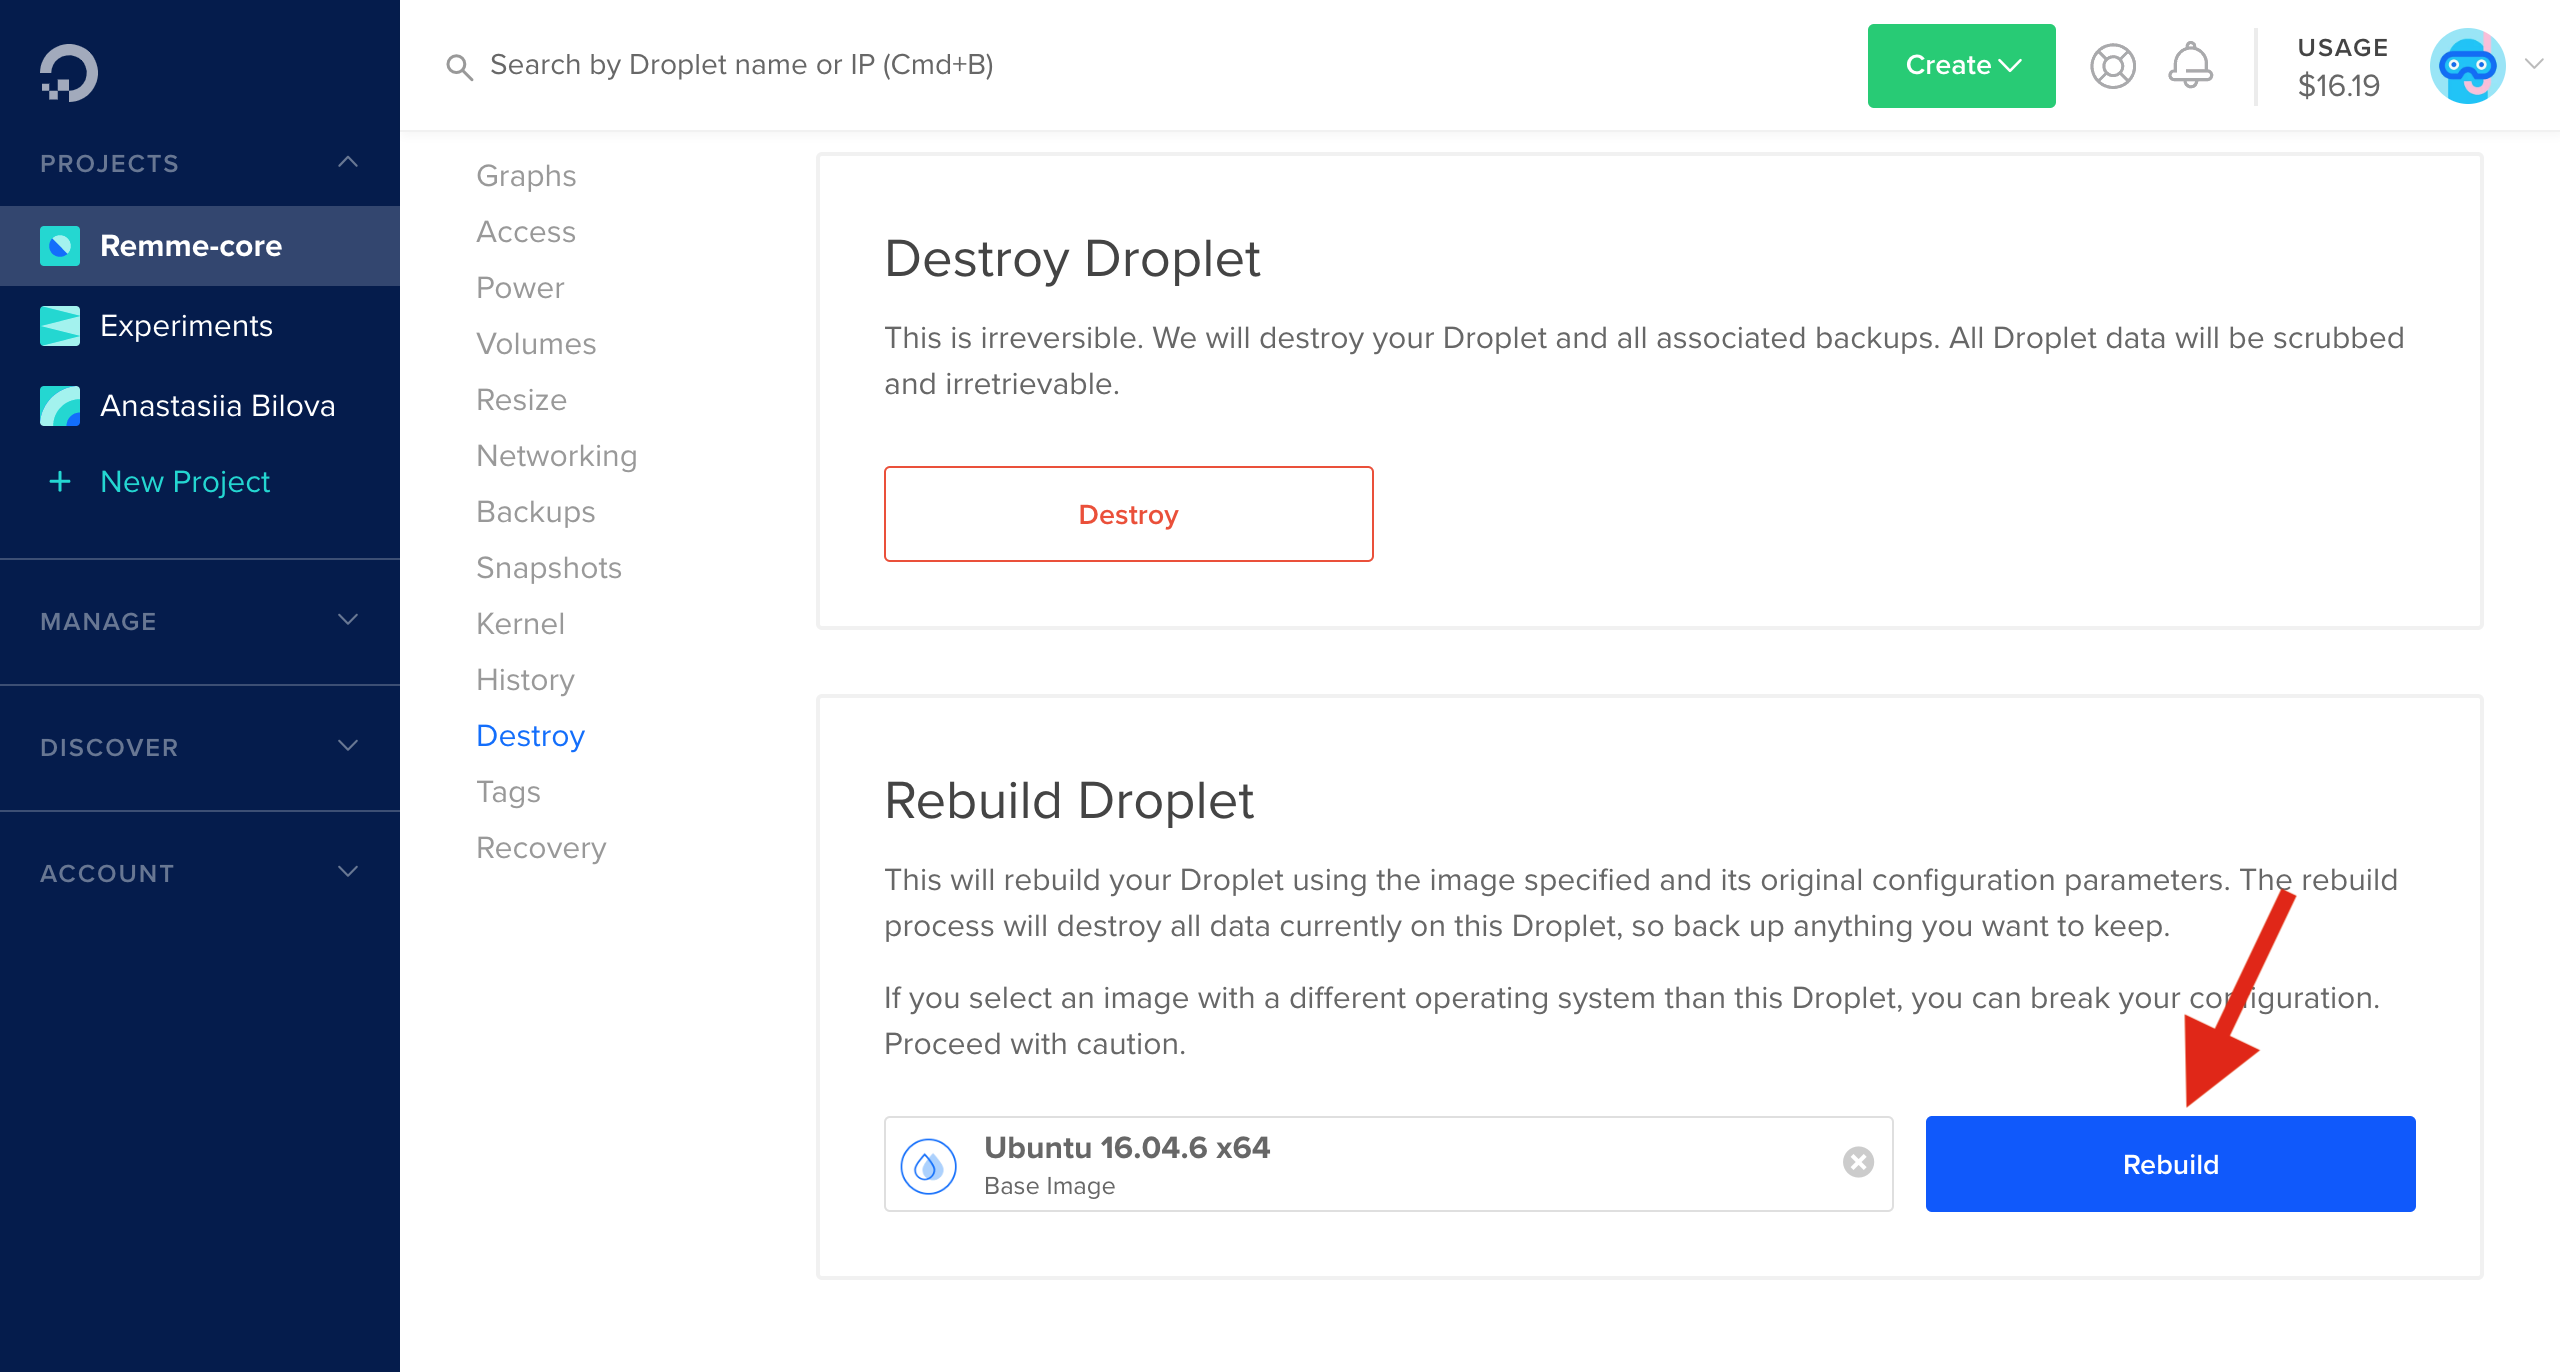 Search by Droplet name or IP (Cmd+B)
Create
USAGE
$16.19
PROJECTS
Remme-core
Experiments
Anastasiia Bilova
+ New Project
MANAGE
DISCOVER
ACCOUNT
Graphs
Access
Power
Volumes
Resize
Networking
Backups
Snapshots
Kernel
History
Destroy
Tags
Recovery
Destroy Droplet
This is irreversible. We will destroy your Droplet and all associated backups. All Droplet data will be scrubbed
and irretrievable.
Destroy
Rebuild Droplet
This will rebuild your Droplet using the image specified and its original configuration parameters. The rebuild
process will destroy all data currently on this Droplet, so back up anything you want to keep.
If you select an image with a different operating system than this Droplet, you can break your configuration.
Proceed with caution.
Ubuntu 16.04.6 x64
Base Image
Rebuild